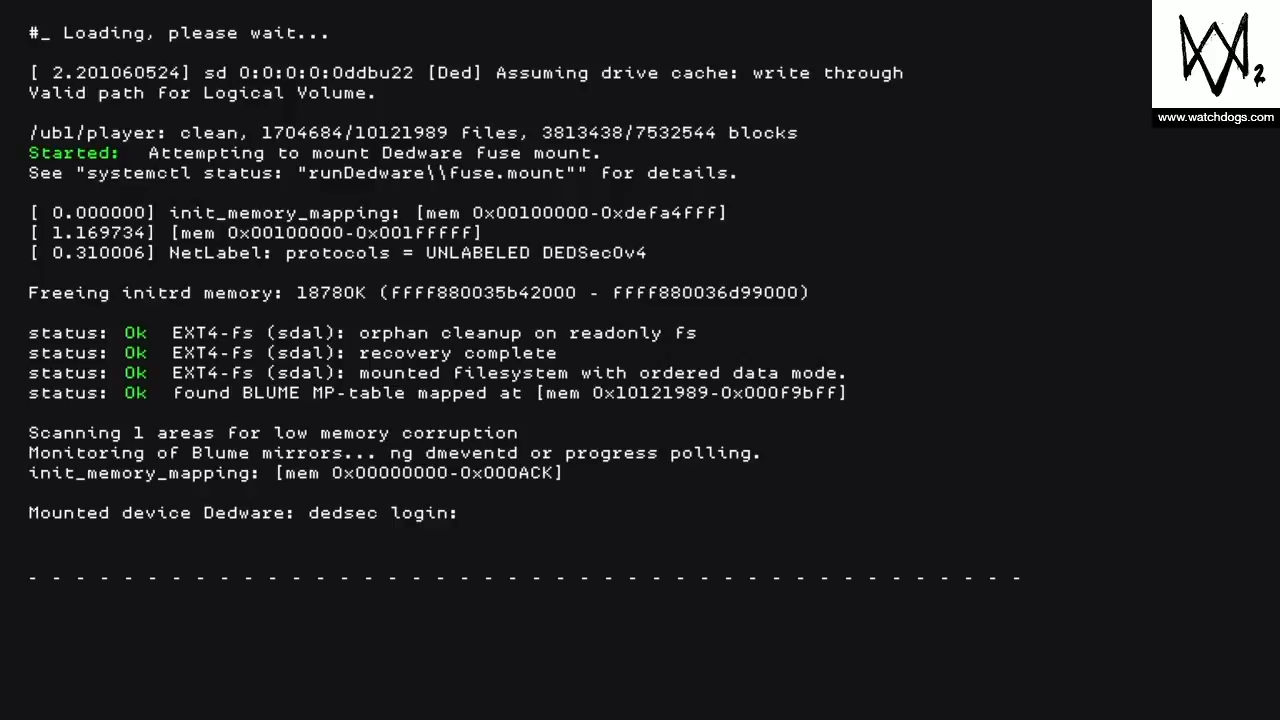 #_ Loading, please wait...
[ 2.201060524] sd 0:0:0:0:0ddbu22 [Ded] Assuming drive cache: write through
Valid path for Logical Volume.
/ubl/player: clean, 1704684/10121989 files, 3813438/7532544 blocks
Started: Attempting to mount Dedware fuse mount.
See "systemctl status: "runDedware\\fuse.mount"" for details.
[ 0.000000] init_memory_mapping: [mem 0x00100000-0xdefa4fff]
[ 1.169734] [mem 0x00100000-0x001fffff]
[ 0.310006] NetLabel: protocols = UNLABELED DEDSecOv4
Freeing initrd memory: 18780K (ffff880035b42000 - ffff880036d99000)
status: Ok EXT4-fs (sdal): orphan cleanup on readonly fs
status: Ok EXT4-fs (sdal): recovery complete
status: Ok EXT4-fs (sdal): mounted filesystem with ordered data mode.
status: Ok found BLUME MP-table mapped at [mem 0x10121989-0x000f9bff]
Scanning 1 areas for low memory corruption
Monitoring of Blume mirrors... ng dmeventd or progress polling.
init_memory_mapping: [mem 0x00000000-0x000ACK]
Mounted device Dedware: dedsec login:
- - - - - - - - - - - - - - - - - - - - - - - - - - - - - - - - - - - - - - - - - -
2
www.watchdogs.com